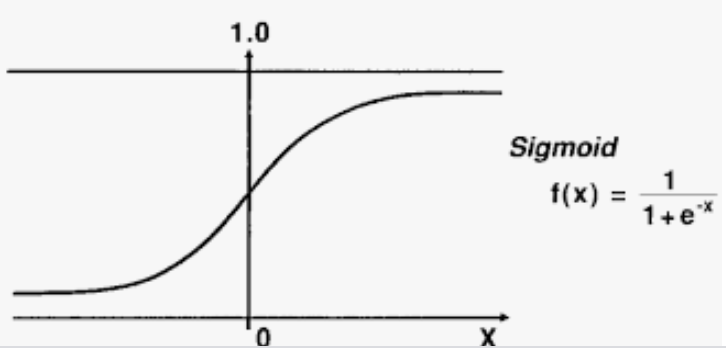 1.0
Sigmoid
f(x) = 1 / 1+e^-x
0
X